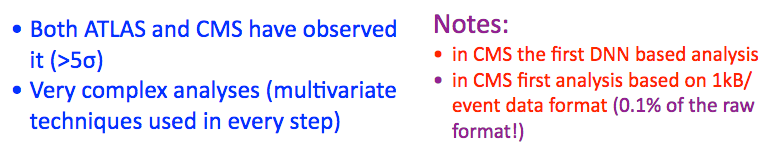 • Both ATLAS and CMS have observed
it (>5σ)
• Very complex analyses (multivariate
techniques used in every step)
Notes:
• in CMS the first DNN based analysis
• in CMS first analysis based on 1kB/
event data format (0.1% of the raw
format!)